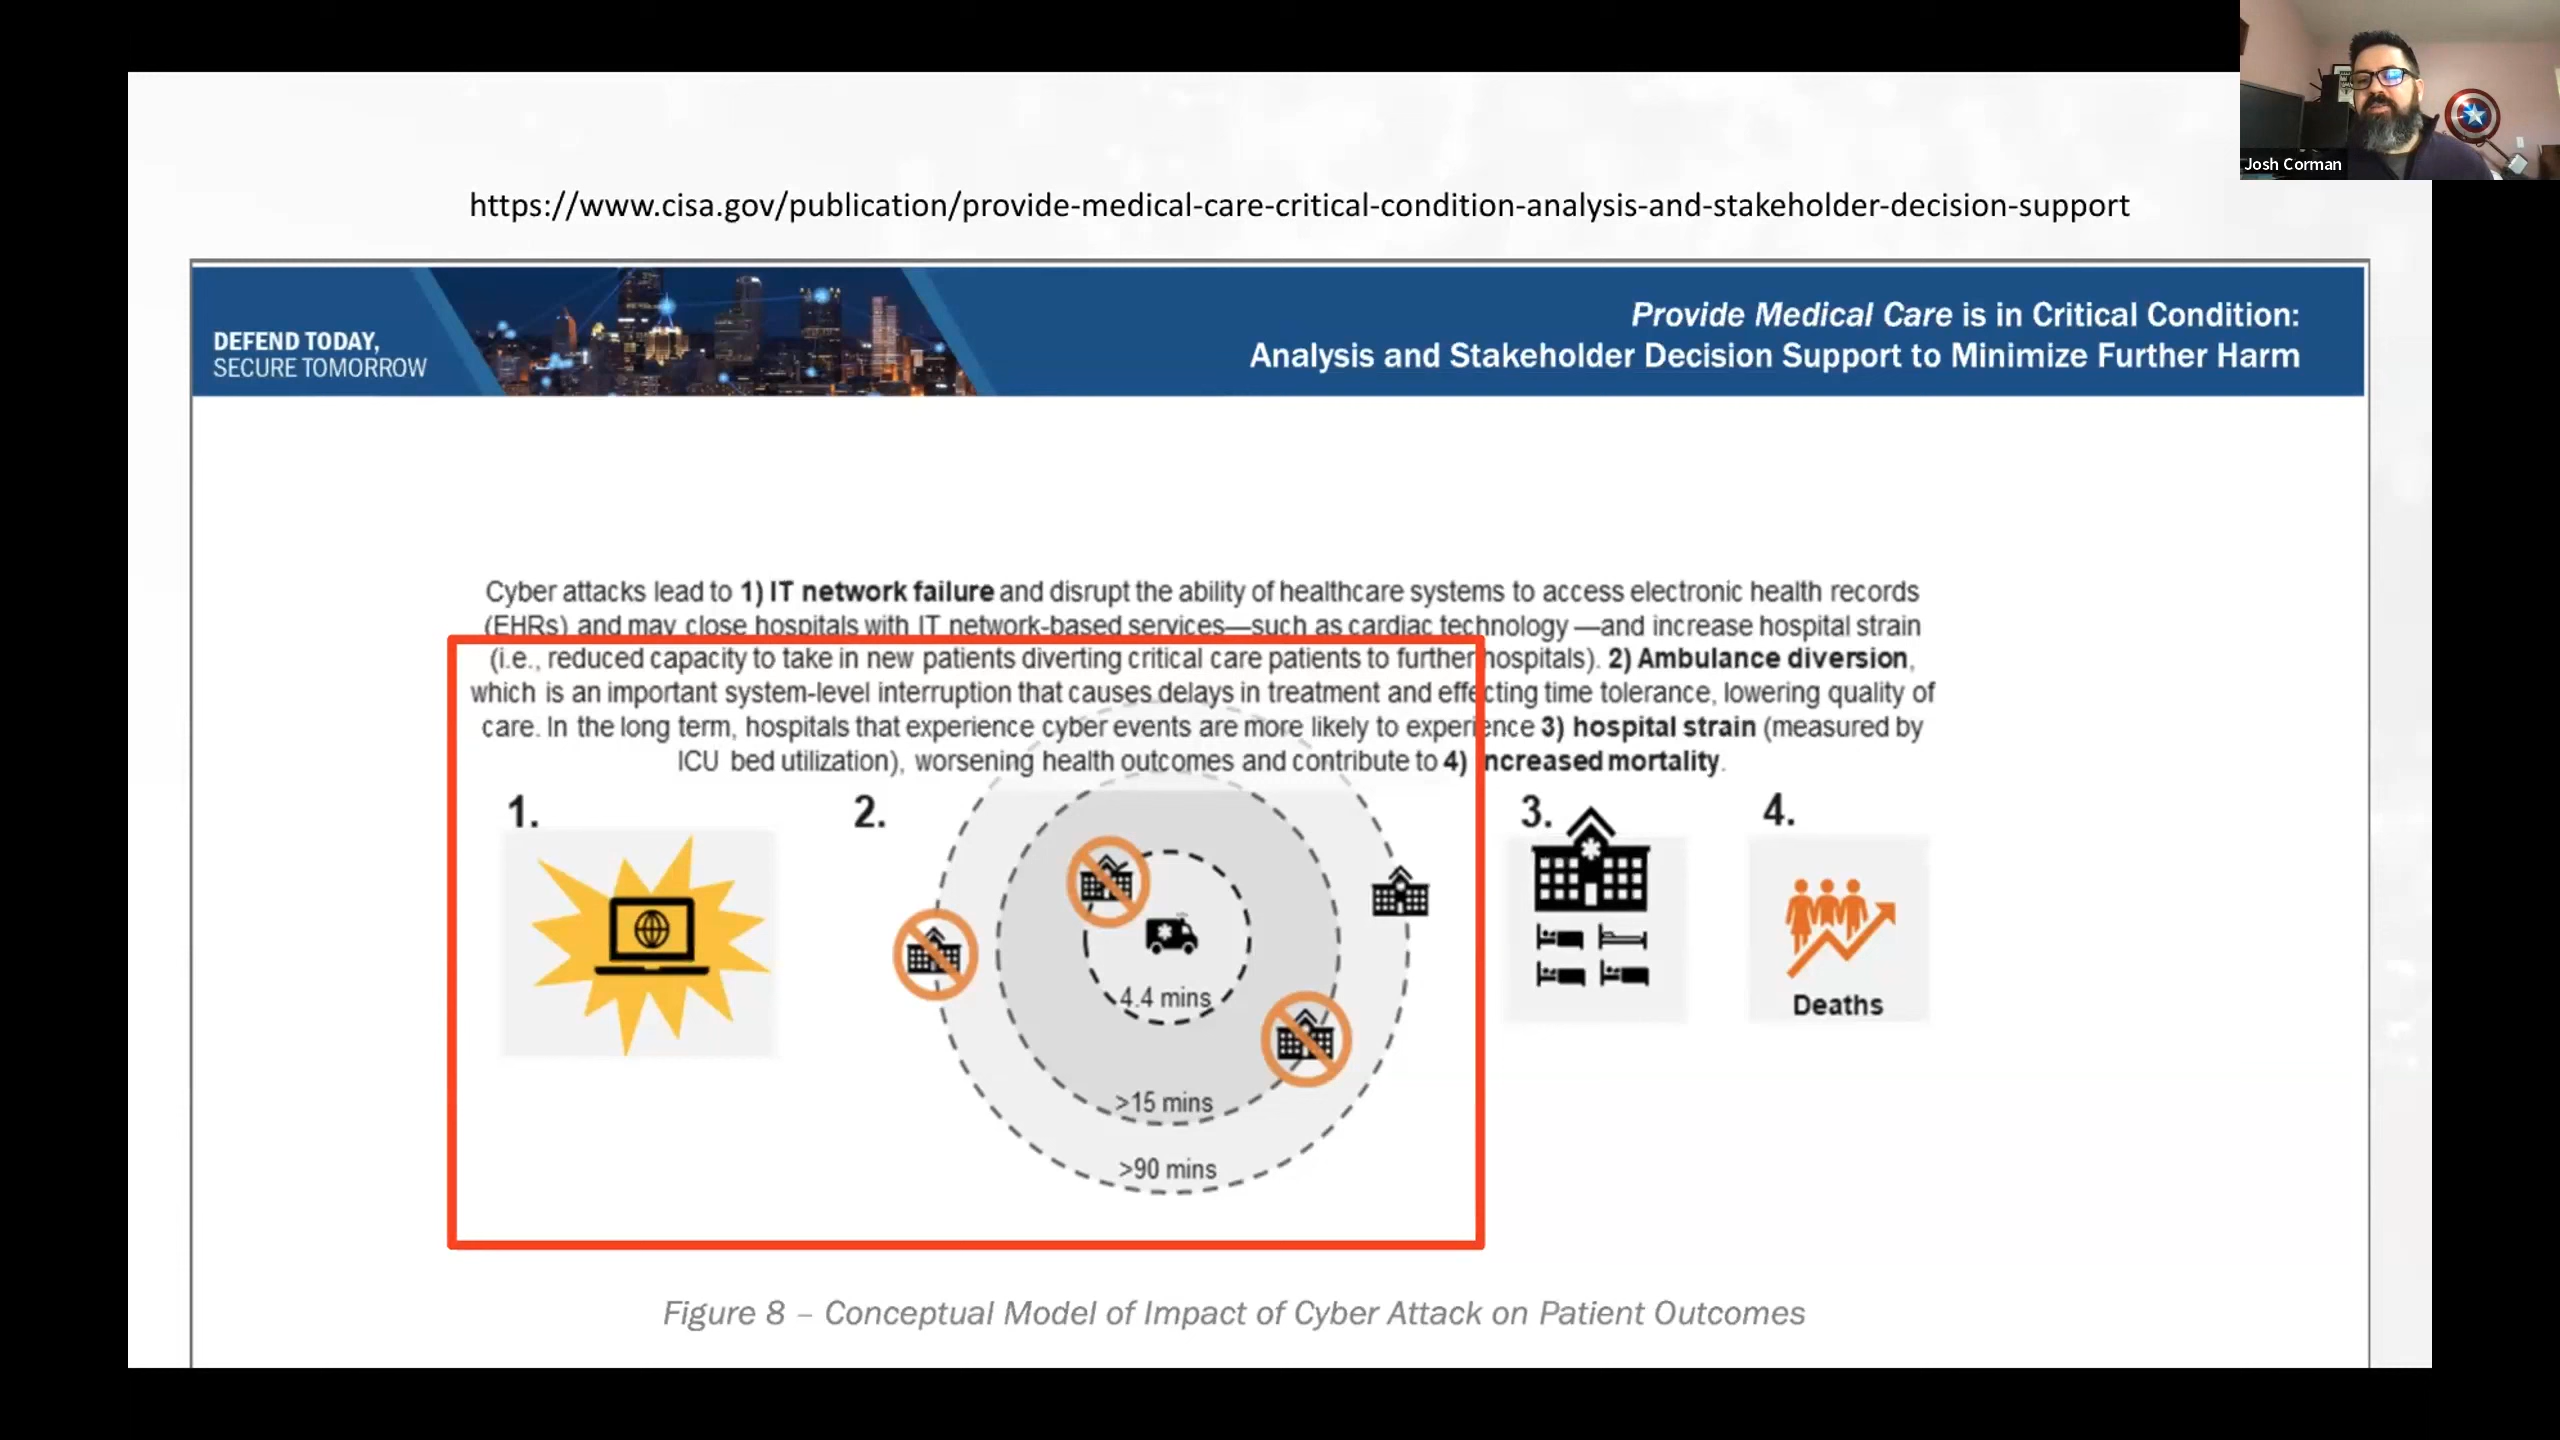 Josh Corman
https://www.cisa.gov/publication/provide-medical-care-critical-condition-analysis-and-stakeholder-decision-support
DEFEND TODAY,
SECURE TOMORROW
Provide Medical Care is in Critical Condition:
Analysis and Stakeholder Decision Support to Minimize Further Harm
Cyber attacks lead to 1) IT network failure and disrupt the ability of healthcare systems to access electronic health records
(EHRs) and may close hospitals with IT network-based services—such as cardiac technology —and increase hospital strain
(i.e., reduced capacity to take in new patients diverting critical care patients to further hospitals). 2) Ambulance diversion,
which is an important system-level interruption that causes delays in treatment and effecting time tolerance, lowering quality of
care. In the long term, hospitals that experience cyber events are more likely to experience 3) hospital strain (measured by
ICU bed utilization), worsening health outcomes and contribute to 4) increased mortality.
1.
2.
3.
4.
4.4 mins
>15 mins
>90 mins
Deaths
Figure 8 – Conceptual Model of Impact of Cyber Attack on Patient Outcomes